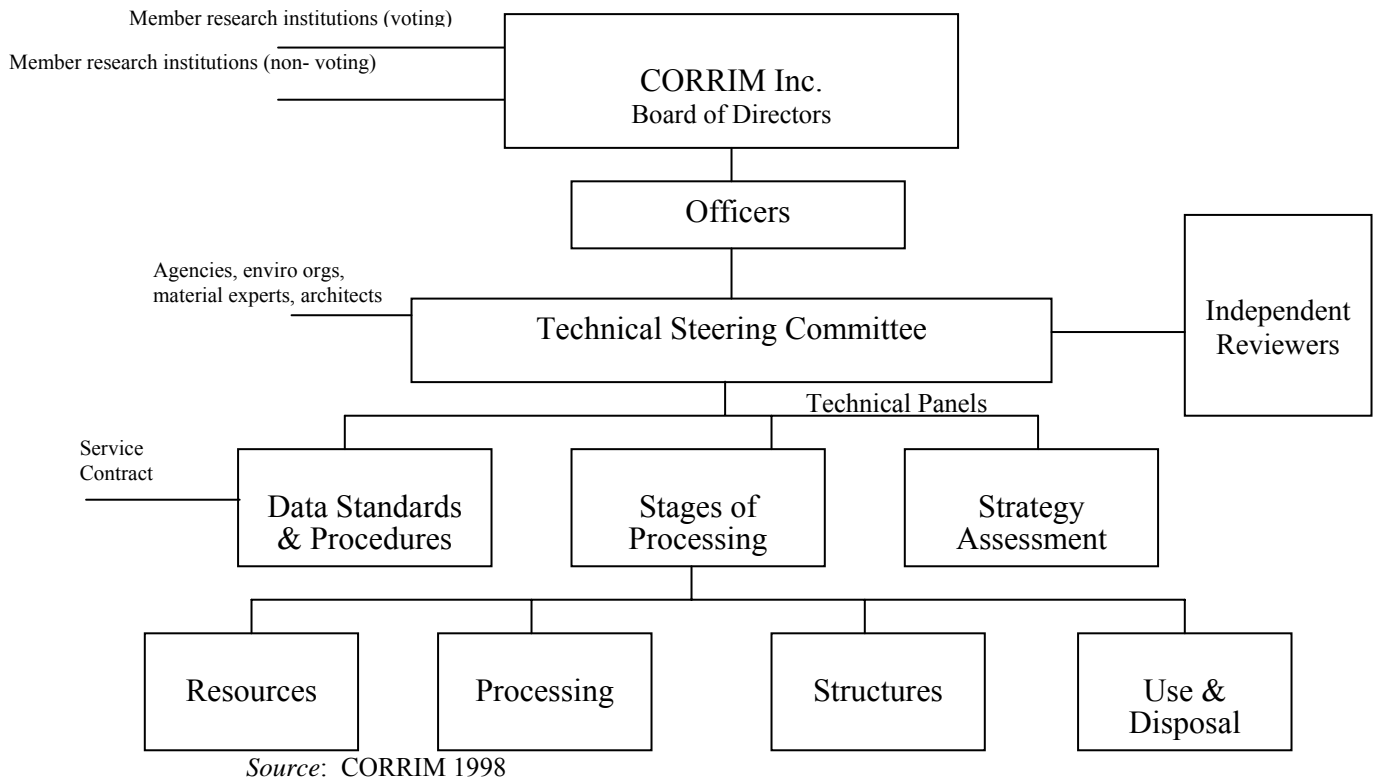 Member research institutions (voting)
Member research institutions (non- voting)
CORRIM Inc.
Board of Directors
Officers
Agencies, enviro orgs,
material experts, architects
Technical Steering Committee
Independent
Reviewers
Technical Panels
Service
Contract
Data Standards
& Procedures
Stages of
Processing
Strategy
Assessment
Resources
Processing
Structures
Use &
Disposal
Source: CORRIM 1998